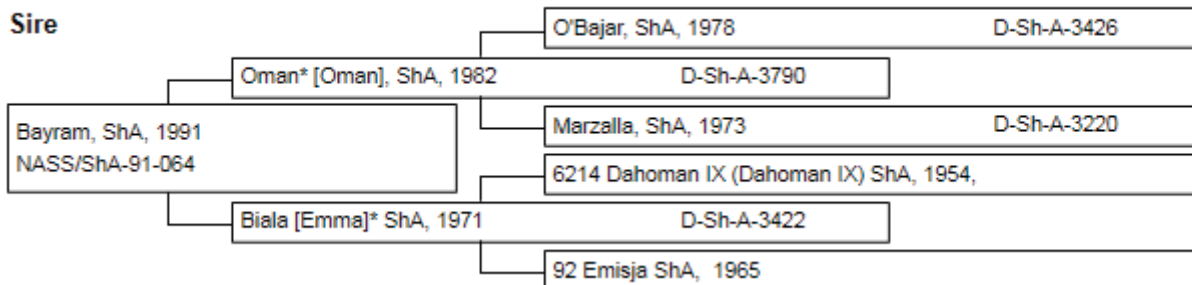 Sire
O'Bajar, ShA, 1978 D-Sh-A-3426
Oman* [Oman], ShA, 1982 D-Sh-A-3790
Marzalla, ShA, 1973 D-Sh-A-3220
Bayram, ShA, 1991
NASS/ShA-91-064
6214 Dahoman IX (Dahoman IX) ShA, 1954,
Biala [Emma]* ShA, 1971 D-Sh-A-3422
92 Emisja ShA, 1965